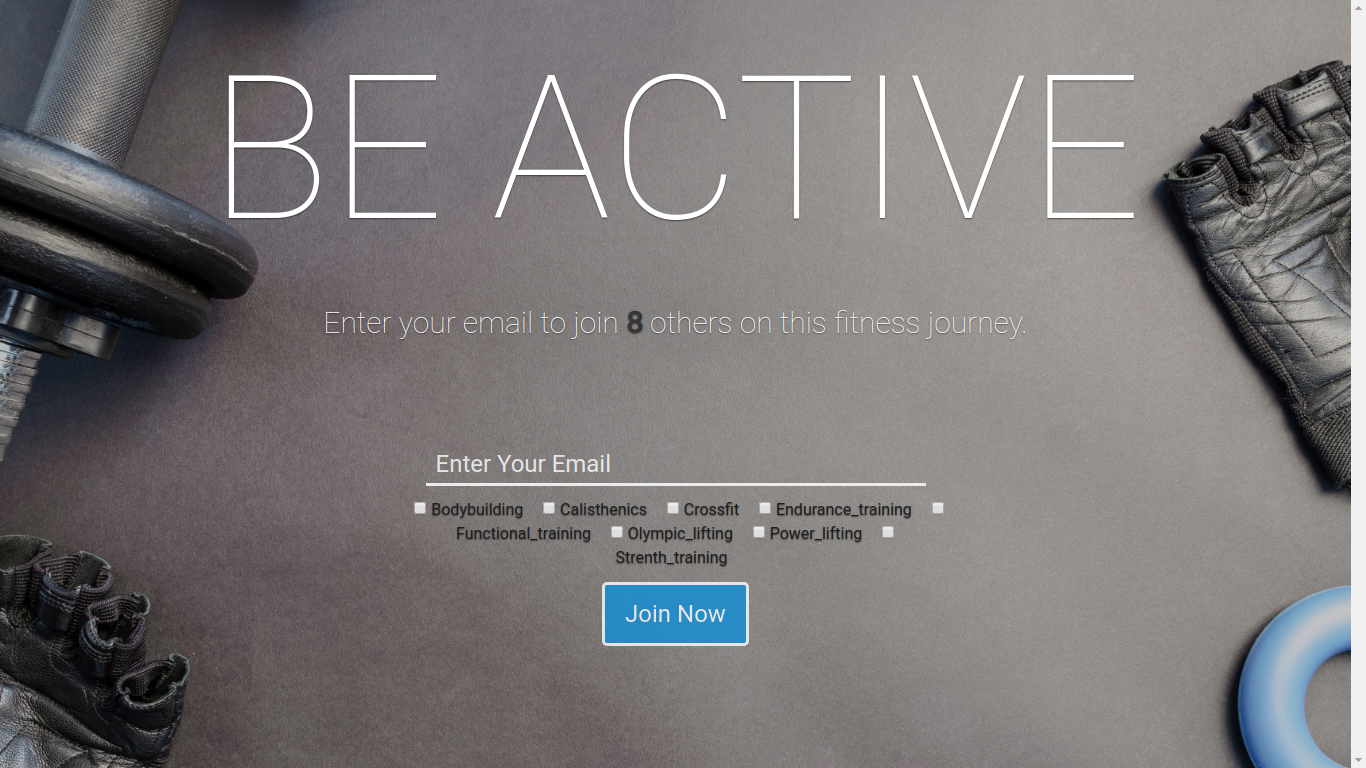 BE ACTIVE
Enter your email to join 8 others on this fitness journey.
Enter Your Email
Bodybuilding Calisthenics Crossfit Endurance_training
Functional_training Olympic_lifting Power_lifting
Strenth_training
Join Now